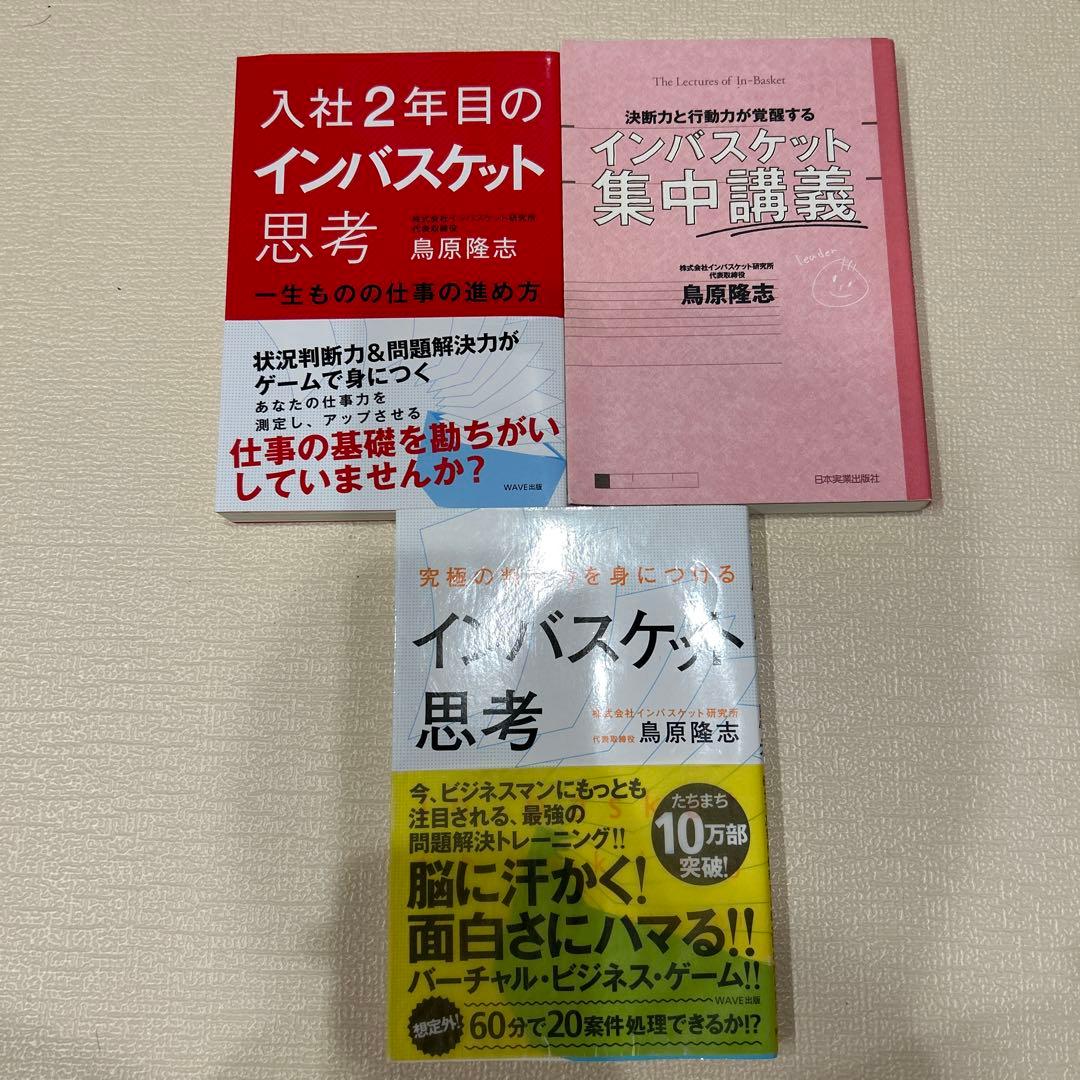 入社2年目の
インバスケット
思考
株式会社インバスケット研究所
代表取締役
鳥原隆志
一生ものの仕事の進め方
状況判断力&問題解決力が
ゲームで身につく
あなたの仕事力を
測定し、アップさせる
仕事の基礎を勘ちがい
していませんか?
WAVE出版
The Lectures of In-Basket
決断力と行動力が覚醒する
インバスケット
集中講義
leader
株式会社インバスケット研究所
代表取締役
鳥原隆志
日本実業出版社
究極の判 を身につける
インバスケット
思考
株式会社インバスケット研究所
代表取締役 鳥原隆志
今、ビジネスマンにもっとも
注目される、最強の
問題解決トレーニング!!
たちまち
10万部
突破!
脳に汗かく!
面白さにハマる!!
バーチャル・ビジネス・ゲーム!!
WAVE出版
想定外! 60分で20案件処理できるか!?